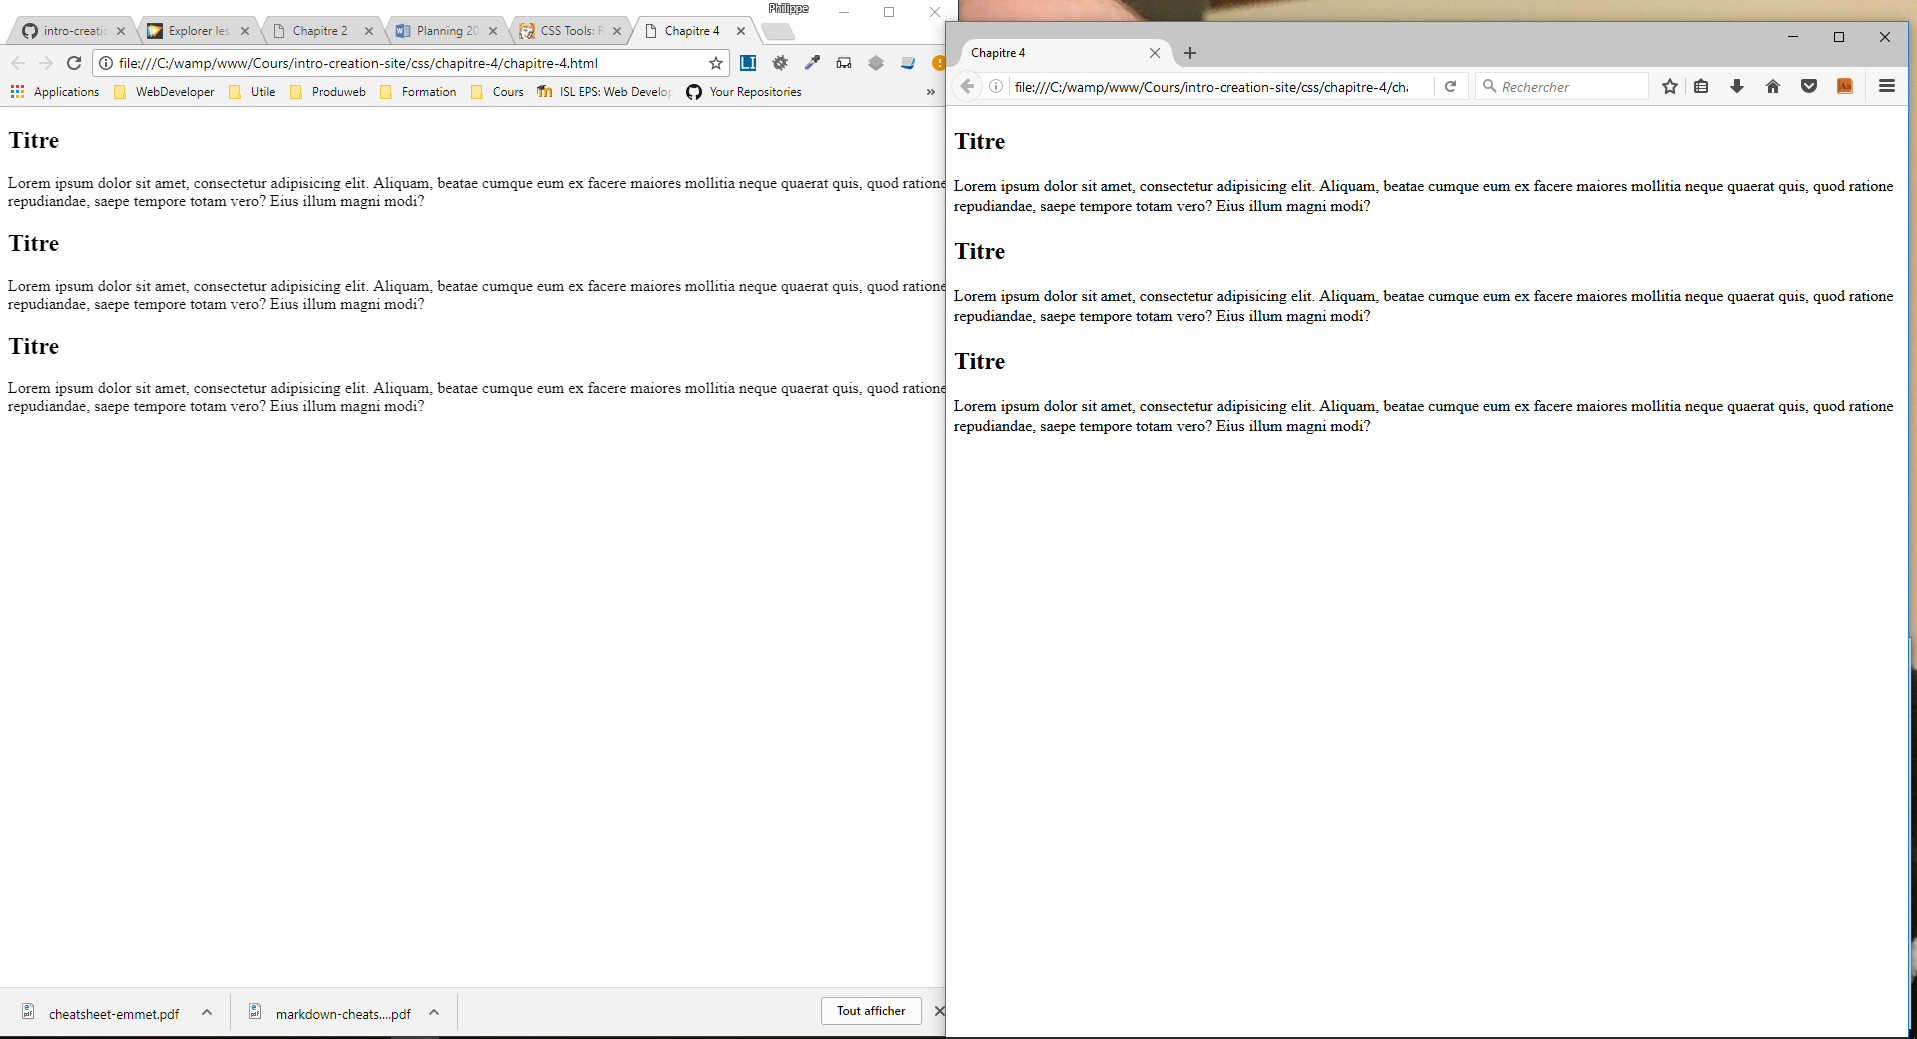 Philippe
intro-creatic
Explorer les
Chapitre 2
Planning 20
CSS Tools: R
Chapitre 4
file:///C:/wamp/www/Cours/intro-creation-site/css/chapitre-4/chapitre-4.html
LI
Applications
WebDeveloper
Utile
Produweb
Formation
Cours
ISL EPS: Web Develop
Your Repositories
»
Titre
Lorem ipsum dolor sit amet, consectetur adipisicing elit. Aliquam, beatae cumque eum ex facere maiores mollitia neque quaerat quis, quod ratione
repudiandae, saepe tempore totam vero? Eius illum magni modi?
Titre
Lorem ipsum dolor sit amet, consectetur adipisicing elit. Aliquam, beatae cumque eum ex facere maiores mollitia neque quaerat quis, quod ratione
repudiandae, saepe tempore totam vero? Eius illum magni modi?
Titre
Lorem ipsum dolor sit amet, consectetur adipisicing elit. Aliquam, beatae cumque eum ex facere maiores mollitia neque quaerat quis, quod ratione
repudiandae, saepe tempore totam vero? Eius illum magni modi?
cheatsheet-emmet.pdf
markdown-cheats....pdf
Tout afficher
Chapitre 4
file:///C:/wamp/www/Cours/intro-creation-site/css/chapitre-4/cha
Rechercher
Aa
Titre
Lorem ipsum dolor sit amet, consectetur adipisicing elit. Aliquam, beatae cumque eum ex facere maiores mollitia neque quaerat quis, quod ratione
repudiandae, saepe tempore totam vero? Eius illum magni modi?
Titre
Lorem ipsum dolor sit amet, consectetur adipisicing elit. Aliquam, beatae cumque eum ex facere maiores mollitia neque quaerat quis, quod ratione
repudiandae, saepe tempore totam vero? Eius illum magni modi?
Titre
Lorem ipsum dolor sit amet, consectetur adipisicing elit. Aliquam, beatae cumque eum ex facere maiores mollitia neque quaerat quis, quod ratione
repudiandae, saepe tempore totam vero? Eius illum magni modi?